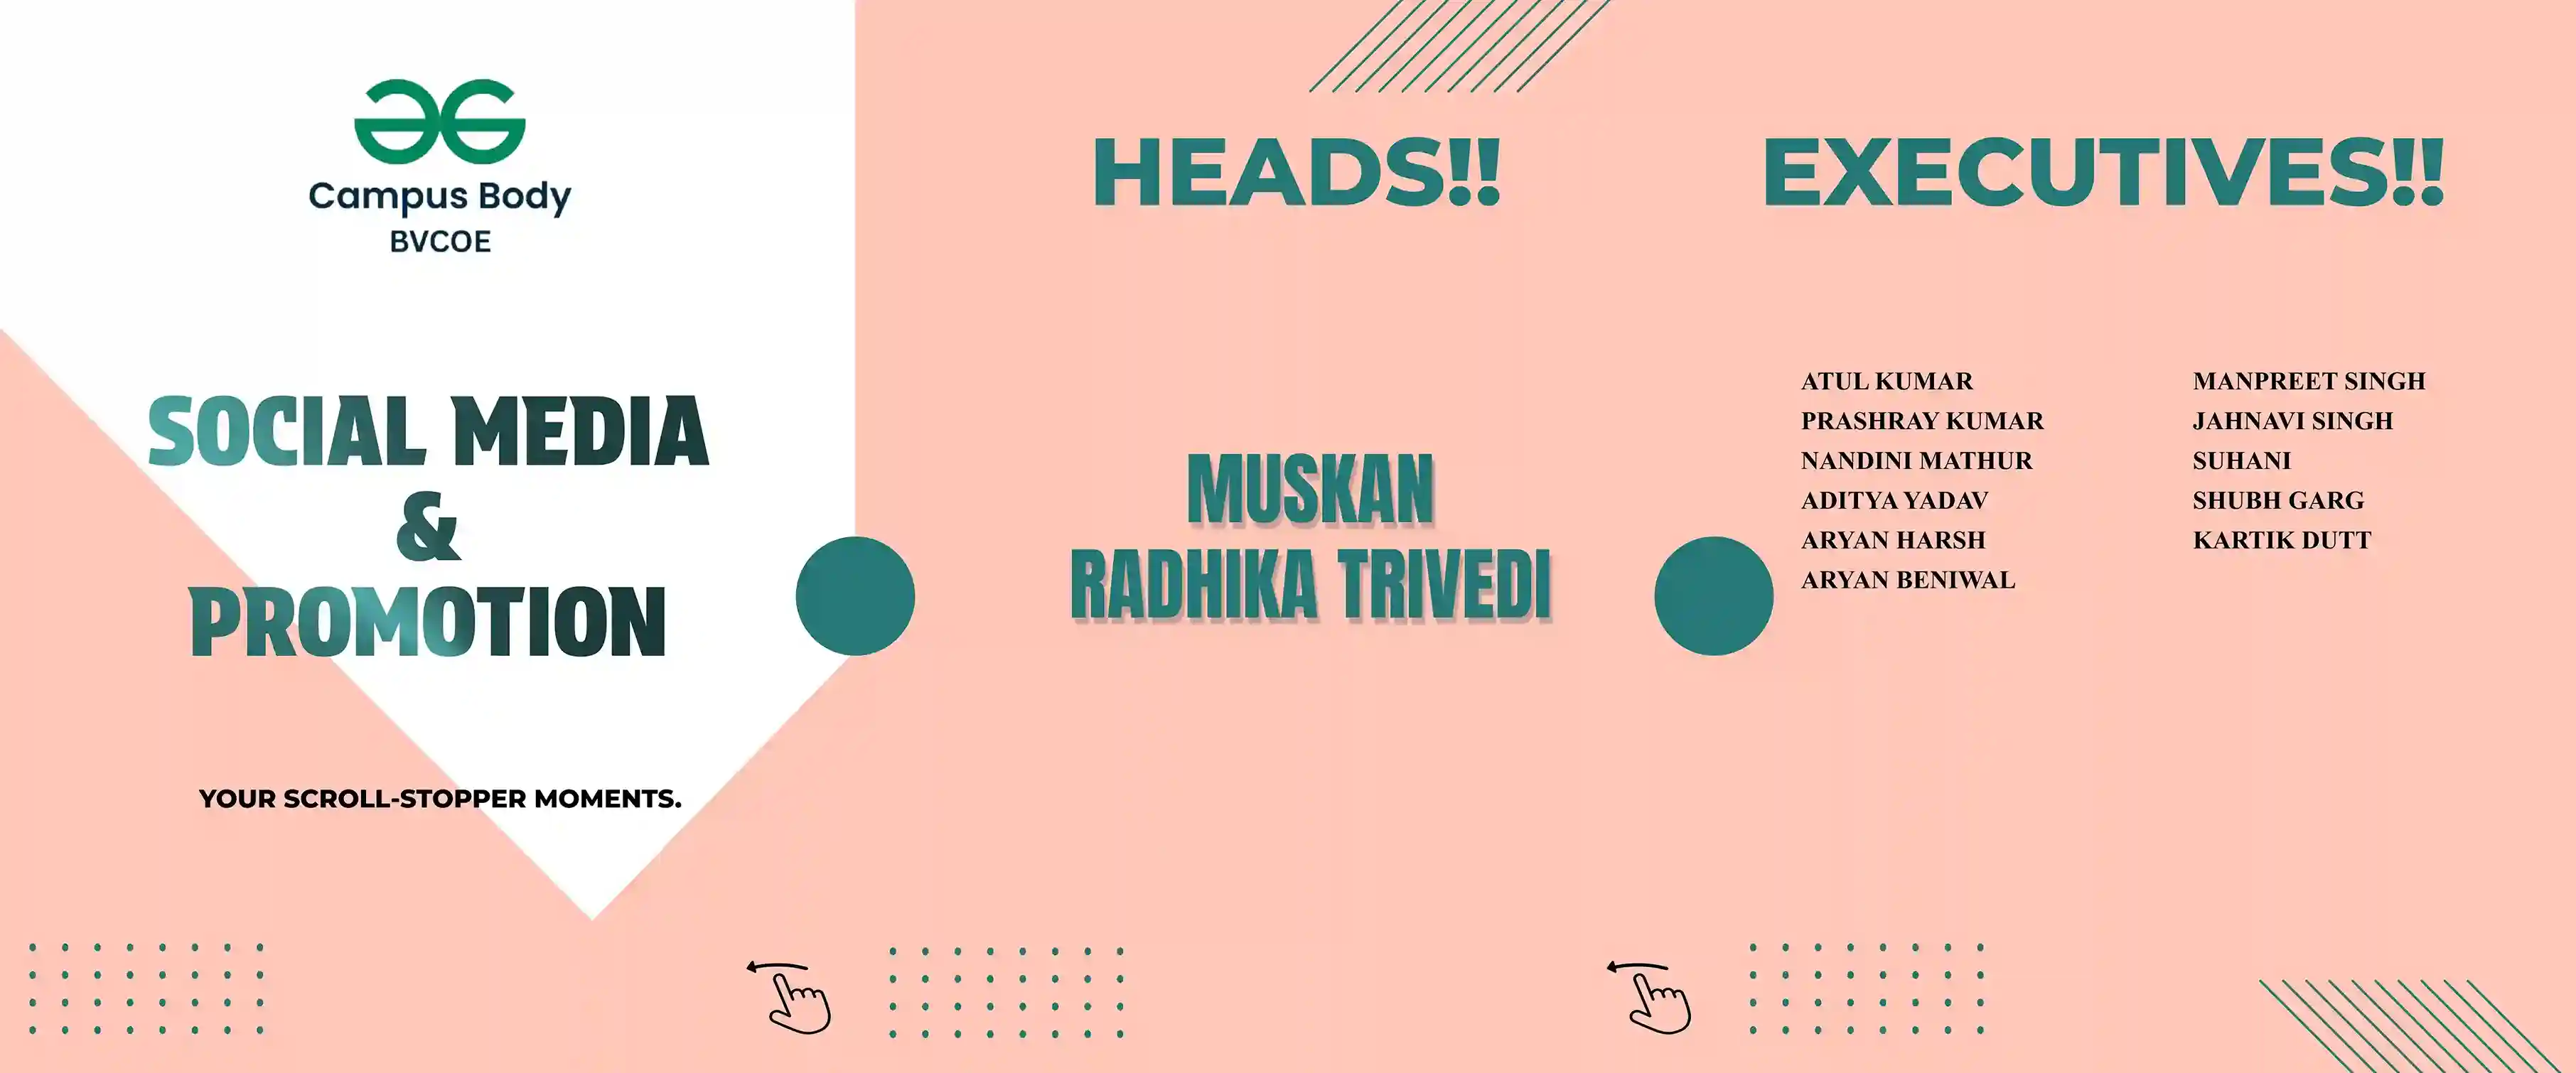 Campus Body
BVCOE
SOCIAL MEDIA
&
PROMOTION
YOUR SCROLL-STOPPER MOMENTS.
HEADS!!
MUSKAN
RADHIKA TRIVEDI
EXECUTIVES!!
ATUL KUMAR
PRASHRAY KUMAR
NANDINI MATHUR
ADITYA YADAV
ARYAN HARSH
ARYAN BENIWAL
MANPREET SINGH
JAHNAVI SINGH
SUHANI
SHUBH GARG
KARTIK DUTT